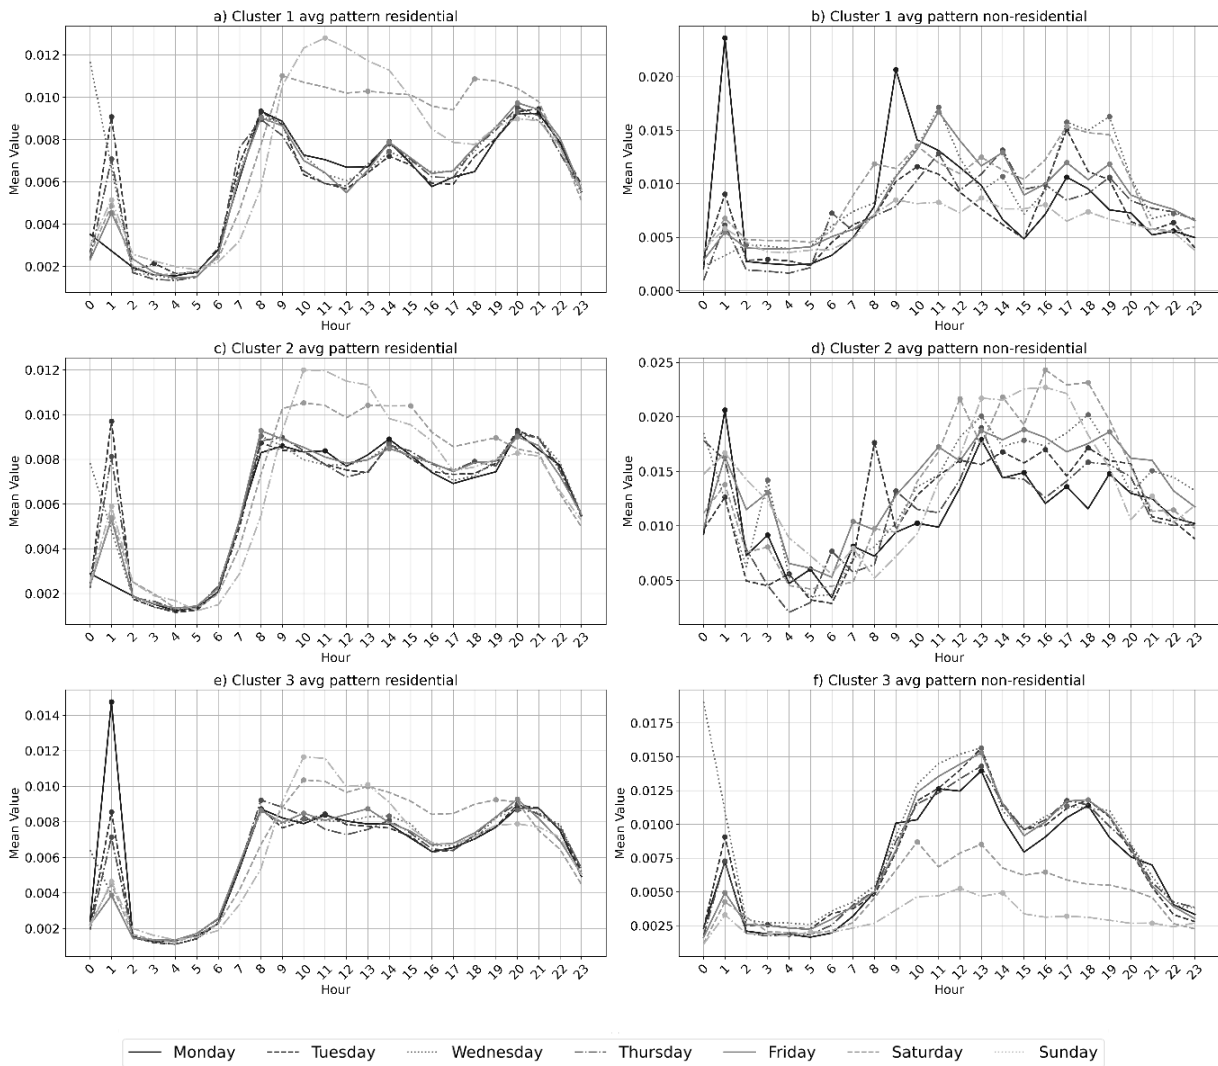 a) Cluster 1 avg pattern residential
Mean Value
0.012
0.010
0.008
0.006
0.004
0.002
0 1 2 3 4 5 6 7 8 9 10 11 12 13 14 15 16 17 18 19 20 21 22 23
Hour
b) Cluster 1 avg pattern non-residential
Mean Value
0.020
0.015
0.010
0.005
0.000
0 1 2 3 4 5 6 7 8 9 10 11 12 13 14 15 16 17 18 19 20 21 22 23
Hour
c) Cluster 2 avg pattern residential
Mean Value
0.012
0.010
0.008
0.006
0.004
0.002
0 1 2 3 4 5 6 7 8 9 10 11 12 13 14 15 16 17 18 19 20 21 22 23
Hour
d) Cluster 2 avg pattern non-residential
Mean Value
0.025
0.020
0.015
0.010
0.005
0 1 2 3 4 5 6 7 8 9 10 11 12 13 14 15 16 17 18 19 20 21 22 23
Hour
e) Cluster 3 avg pattern residential
Mean Value
0.014
0.012
0.010
0.008
0.006
0.004
0.002
0 1 2 3 4 5 6 7 8 9 10 11 12 13 14 15 16 17 18 19 20 21 22 23
Hour
f) Cluster 3 avg pattern non-residential
Mean Value
0.0175
0.0150
0.0125
0.0100
0.0075
0.0050
0.0025
0 1 2 3 4 5 6 7 8 9 10 11 12 13 14 15 16 17 18 19 20 21 22 23
Hour
Monday Tuesday Wednesday Thursday Friday Saturday Sunday